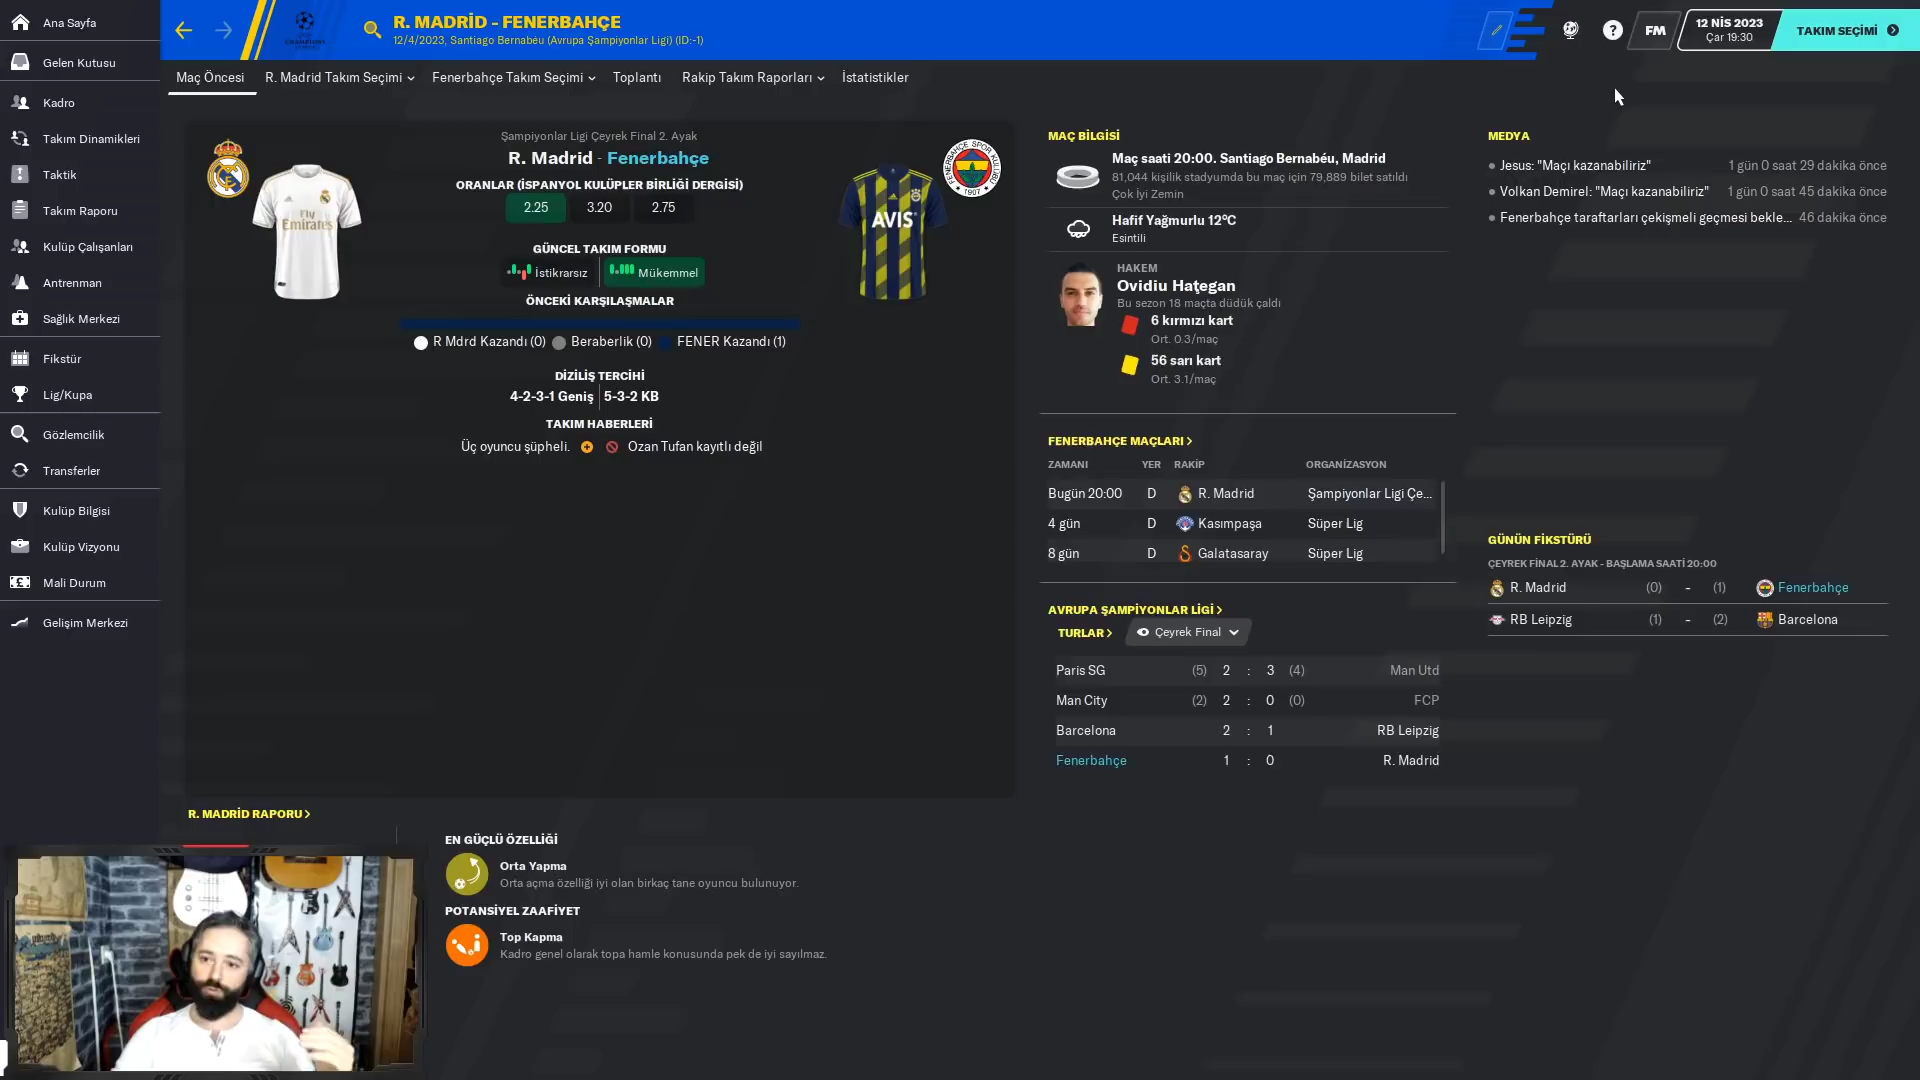 Ana Sayfa
Gelen Kutusu
Kadro
Takım Dinamikleri
Taktik
Takım Raporu
Kulüp Çalışanları
Antrenman
Sağlık Merkezi
Fikstür
Lig/Kupa
Gözlemcilik
Transferler
Kulüp Bilgisi
Kulüp Vizyonu
Mali Durum
Gelişim Merkezi
R. MADRİD - FENERBAHÇE
12/4/2023, Santiago Bernabéu (Avrupa Şampiyonlar Ligi) (ID:-1)
?
FM
12 NİS 2023
Çar 19:30
TAKIM SEÇİMİ
Maç Öncesi
R. Madrid Takım Seçimi
Fenerbahçe Takım Seçimi
Toplantı
Rakip Takım Raporları
İstatistikler
Şampiyonlar Ligi Çeyrek Final 2. Ayak
R. Madrid - Fenerbahçe
ORANLAR (İSPANYOL KULÜPLER BİRLİĞİ DERGİSİ)
2.25 3.20 2.75
GÜNCEL TAKIM FORMU
İstikrarsız Mükemmel
ÖNCEKİ KARŞILAŞMALAR
R Mdrd Kazandı (0) Beraberlik (0) FENER Kazandı (1)
DİZİLİŞ TERCİHİ
4-2-3-1 Geniş 5-3-2 KB
TAKIM HABERLERİ
Üç oyuncu şüpheli. Ozan Tufan kayıtlı değil
Fly
Emirates
AVIS
FENERBAHÇE SPOR KULÜBÜ
1907
R. MADRİD RAPORU
EN GÜÇLÜ ÖZELLİĞİ
Orta Yapma
Orta açma özelliği iyi olan birkaç tane oyuncu bulunuyor.
POTANSİYEL ZAAFİYET
Top Kapma
Kadro genel olarak topa hamle konusunda pek de iyi sayılmaz.
MAÇ BİLGİSİ
Maç saati 20:00. Santiago Bernabéu, Madrid
81,044 kişilik stadyumda bu maç için 79,889 bilet satıldı
Çok İyi Zemin
Hafif Yağmurlu 12°C
Esintili
HAKEM
Ovidiu Haţegan
Bu sezon 18 maçta düdük çaldı
6 kırmızı kart
Ort. 0.3/maç
56 sarı kart
Ort. 3.1/maç
FENERBAHÇE MAÇLARI
ZAMANI YER RAKİP ORGANİZASYON
Bugün 20:00 D R. Madrid Şampiyonlar Ligi Çe...
4 gün D Kasımpaşa Süper Lig
8 gün D Galatasaray Süper Lig
AVRUPA ŞAMPİYONLAR LİGİ
TURLAR Çeyrek Final
Paris SG (5) 2 : 3 (4) Man Utd
Man City (2) 2 : 0 (0) FCP
Barcelona 2 : 1 RB Leipzig
Fenerbahçe 1 : 0 R. Madrid
MEDYA
Jesus: "Maçı kazanabiliriz" 1 gün 0 saat 29 dakika önce
Volkan Demirel: "Maçı kazanabiliriz" 1 gün 0 saat 45 dakika önce
Fenerbahçe taraftarları çekişmeli geçmesi bekle... 46 dakika önce
GÜNÜN FİKSTÜRÜ
ÇEYREK FİNAL 2. AYAK - BAŞLAMA SAATİ 20:00
R. Madrid (0) - (1) Fenerbahçe
RB Leipzig (1) - (2) Barcelona